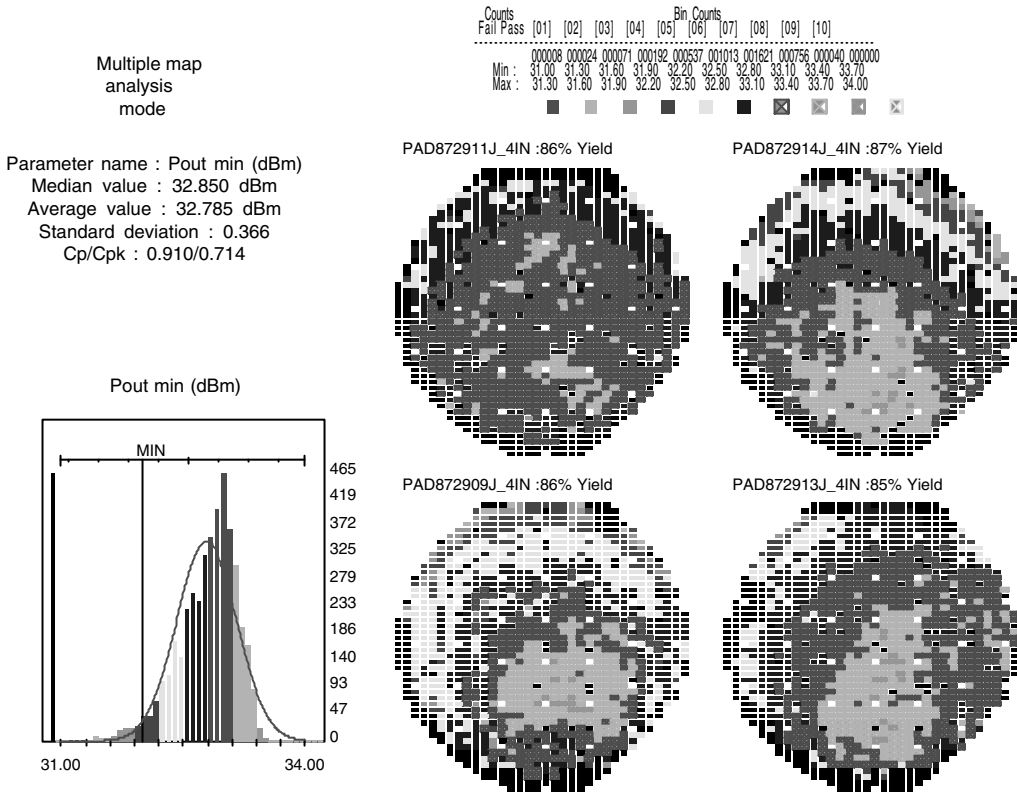 Counts Bin Counts
Fail Pass [01] [02] [03] [04] [05] [06] [07] [08] [09] [10]
000008 000024 000071 000192 000537 001013 001621 000756 000040 000000
Min : 31.00 31.30 31.60 31.90 32.20 32.50 32.80 33.10 33.40 33.70
Max : 31.30 31.60 31.90 32.20 32.50 32.80 33.10 33.40 33.70 34.00
Multiple map
analysis
mode
Parameter name : Pout min (dBm)
Median value : 32.850 dBm
Average value : 32.785 dBm
Standard deviation : 0.366
Cp/Cpk : 0.910/0.714
PAD872911J_4IN :86% Yield
PAD872914J_4IN :87% Yield
Pout min (dBm)
MIN
465
419
372
325
279
233
186
140
93
47
0
31.00 34.00
PAD872909J_4IN :86% Yield
PAD872913J_4IN :85% Yield